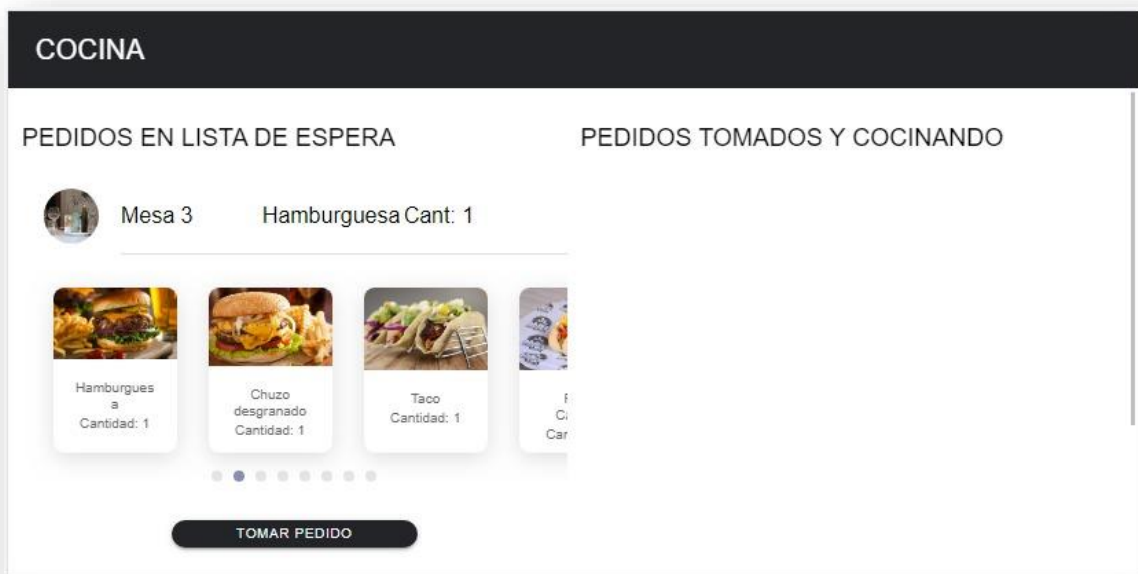 COCINA
PEDIDOS EN LISTA DE ESPERA
Mesa 3
Hamburguesa Cant: 1
Hamburgues
a
Cantidad: 1
Chuzo
desgranado
Cantidad: 1
Taco
Cantidad: 1
TOMAR PEDIDO
PEDIDOS TOMADOS Y COCINANDO